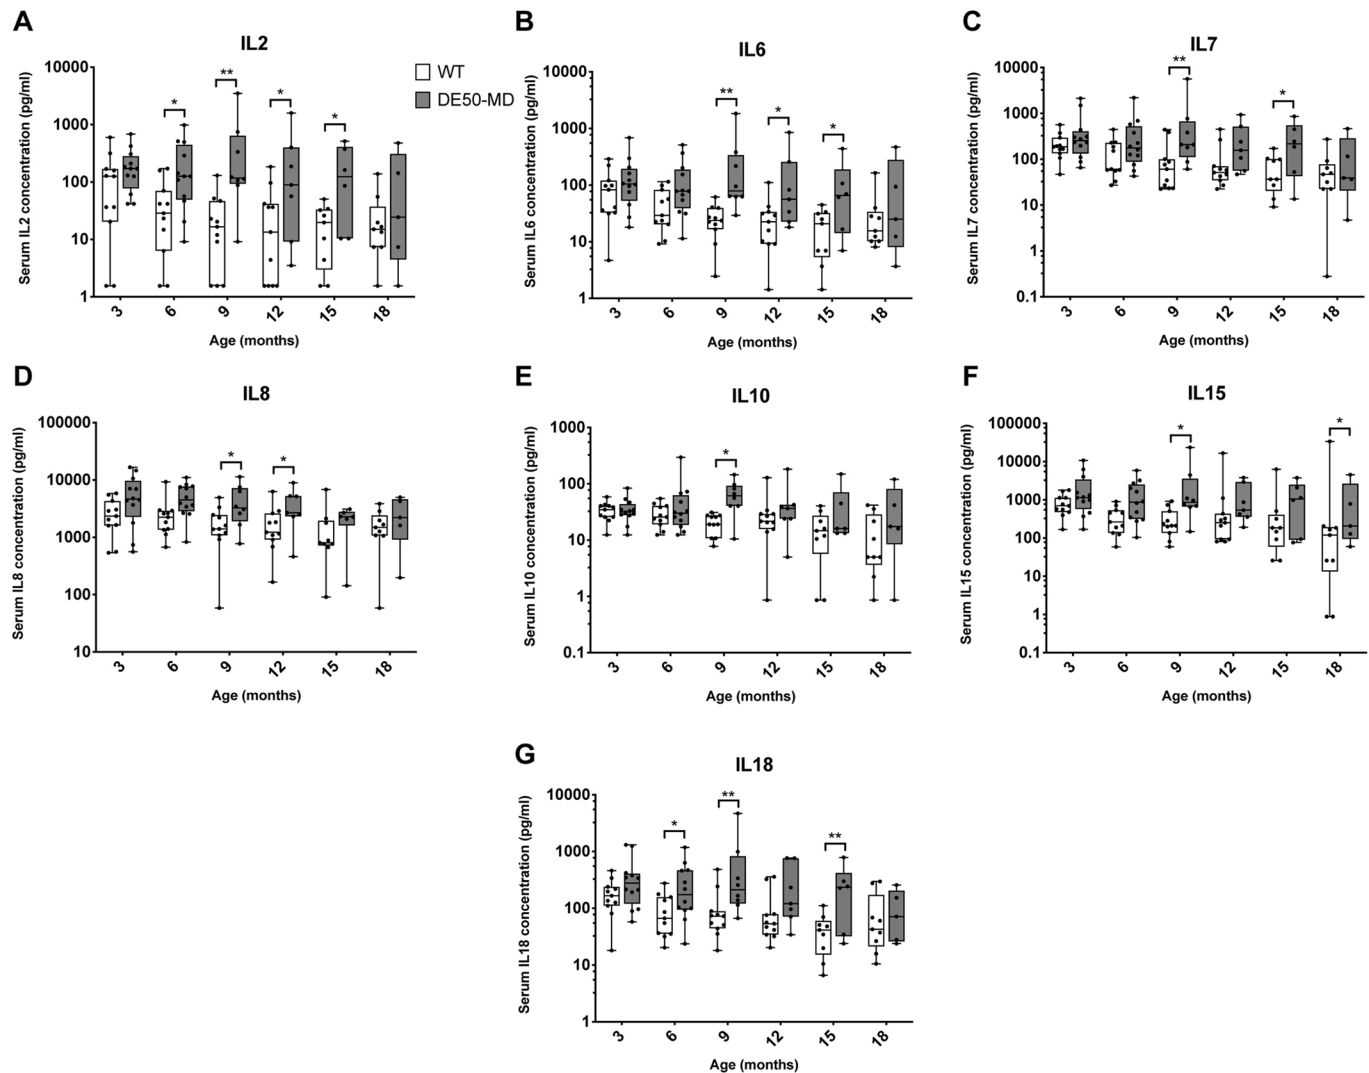 A
IL2
Serum IL2 concentration (pg/ml)
10000
1000
100
10
1
* ** * *
WT
DE50-MD
3 6 9 12 15 18
Age (months)
B
IL6
Serum IL6 concentration (pg/ml)
10000
1000
100
10
1
** * *
3 6 9 12 15 18
Age (months)
C
IL7
Serum IL7 concentration (pg/ml)
10000
1000
100
10
1
0.1
** *
3 6 9 12 15 18
Age (months)
D
IL8
Serum IL8 concentration (pg/ml)
100000
10000
1000
100
10
* *
3 6 9 12 15 18
Age (months)
E
IL10
Serum IL10 concentration (pg/ml)
1000
100
10
1
0.1
*
3 6 9 12 15 18
Age (months)
F
IL15
Serum IL15 concentration (pg/ml)
100000
10000
1000
100
10
1
0.1
* *
3 6 9 12 15 18
Age (months)
G
IL18
Serum IL18 concentration (pg/ml)
10000
1000
100
10
1
* ** **
3 6 9 12 15 18
Age (months)